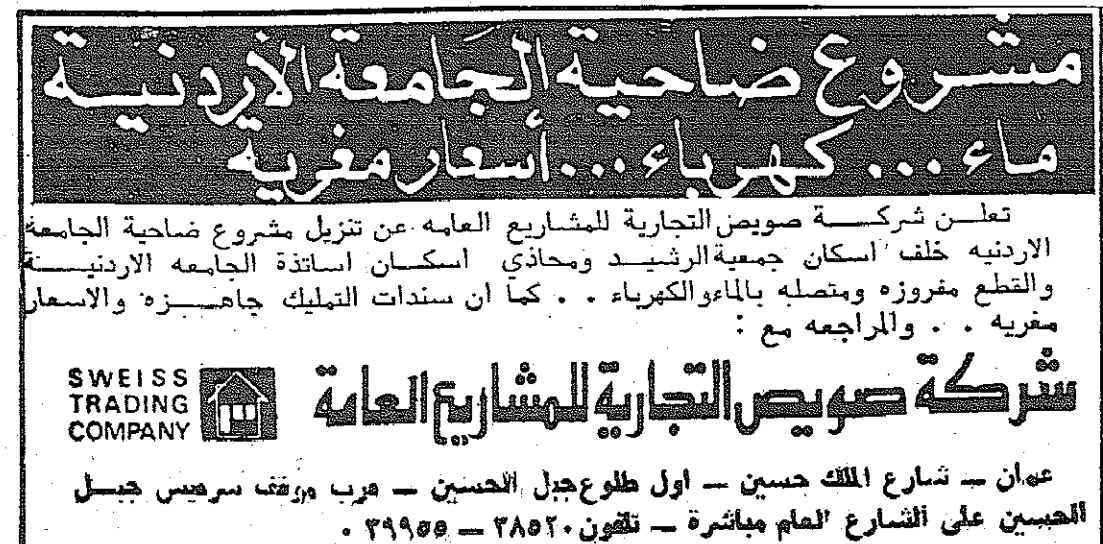 مشروع ضاحية الجامعة الأردنية
ماء ... كهرباء ... أسعار مغرية
تعلن شركة صويص التجارية للمشاريع العامه عن تنزيل مشروع ضاحية الجامعة
الاردنيه خلف اسكان جمعية الرشيد ومحاذي اسكان اساتذة الجامعه الاردنية
والقطع مفروزه ومتصله بالماء والكهرباء . . كما ان سندات التمليك جاهزه والاسعار
مغريه . . والمراجعه مع :
شركة صويص التجارية للمشاريع العامة
SWEISS
TRADING
COMPANY
عمان – شارع الملك حسين – اول طلوع جبل الحسين – قرب موقف سرفيس جبل
الحسين على الشارع العام مباشرة – تلفون ٣٨٥٢٠ – ٣٩٩٥٥ .